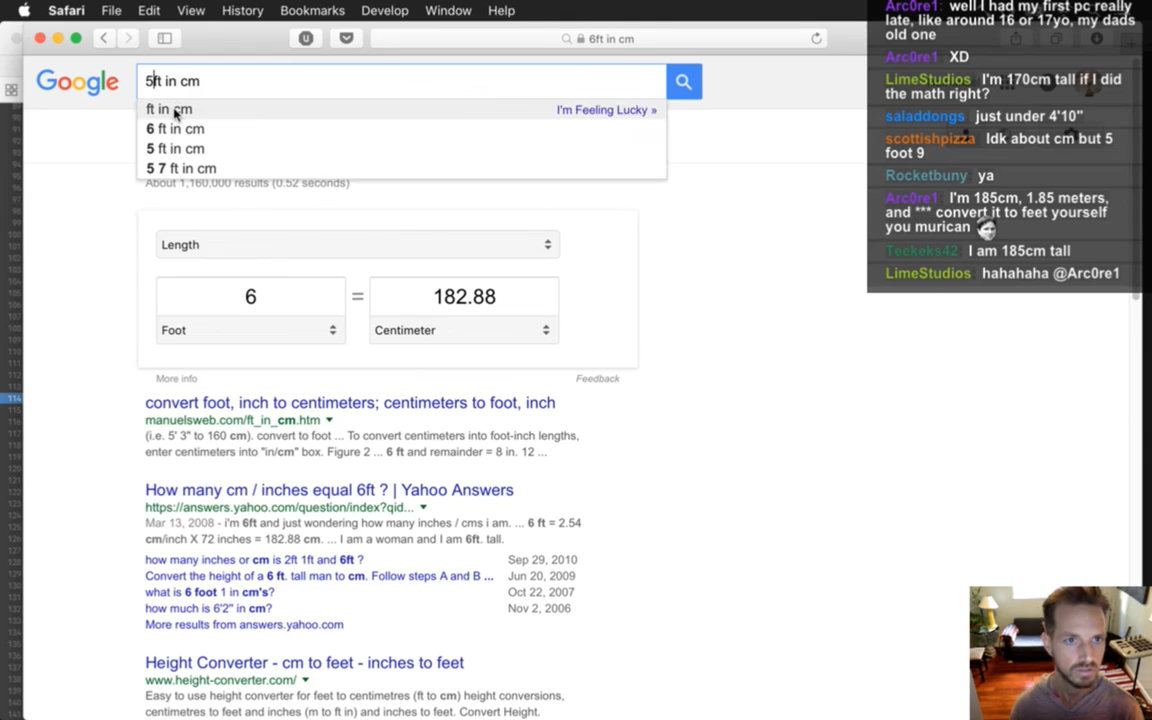 Safari File Edit View History Bookmarks Develop Window Help
6ft in cm
Google
5ft in cm
ft in cm
I'm Feeling Lucky »
6 ft in cm
5 ft in cm
5 7 ft in cm
About 1,160,000 results (0.52 seconds)
Length
6 = 182.88
Foot Centimeter
More info Feedback
convert foot, inch to centimeters; centimeters to foot, inch
manuelsweb.com/ft_in_cm.htm
(i.e. 5' 3" to 160 cm). convert to foot ... To convert centimeters into foot-inch lengths,
enter centimeters into "in/cm" box. Figure 2 ... 6 ft and remainder = 8 in. 12 ...
How many cm / inches equal 6ft ? | Yahoo Answers
https://answers.yahoo.com/question/index?qid...
Mar 13, 2008 - i'm 6ft and just wondering how many inches / cms i am. ... 6 ft = 2.54
cm/inch X 72 inches = 182.88 cm. ... I am a woman and I am 6ft. tall.
how many inches or cm is 2ft 1ft and 6ft ? Sep 29, 2010
Convert the height of a 6 ft. tall man to cm. Follow steps A and B ... Jun 20, 2009
what is 6 foot 1 in cm's? Oct 22, 2007
how much is 6'2" in cm? Nov 2, 2006
More results from answers.yahoo.com
Height Converter - cm to feet - inches to feet
www.height-converter.com/
Easy to use height converter for feet to centimetres (ft to cm) height conversions,
centimetres to feet and inches (m to ft in) and inches to feet. Convert Height.
Arc0re1 well I had my first pc really
late, like around 16 or 17yo, my dads
old one
Arc0re1 XD
LimeStudios I'm 170cm tall if I did
the math right?
saladdongs just under 4'10"
scottishpizza Idk about cm but 5
foot 9
Rocketbuny ya
Arc0re1 I'm 185cm, 1.85 meters,
and *** convert it to feet yourself
you murican
Teekeks42 I am 185cm tall
LimeStudios hahahaha @Arc0re1